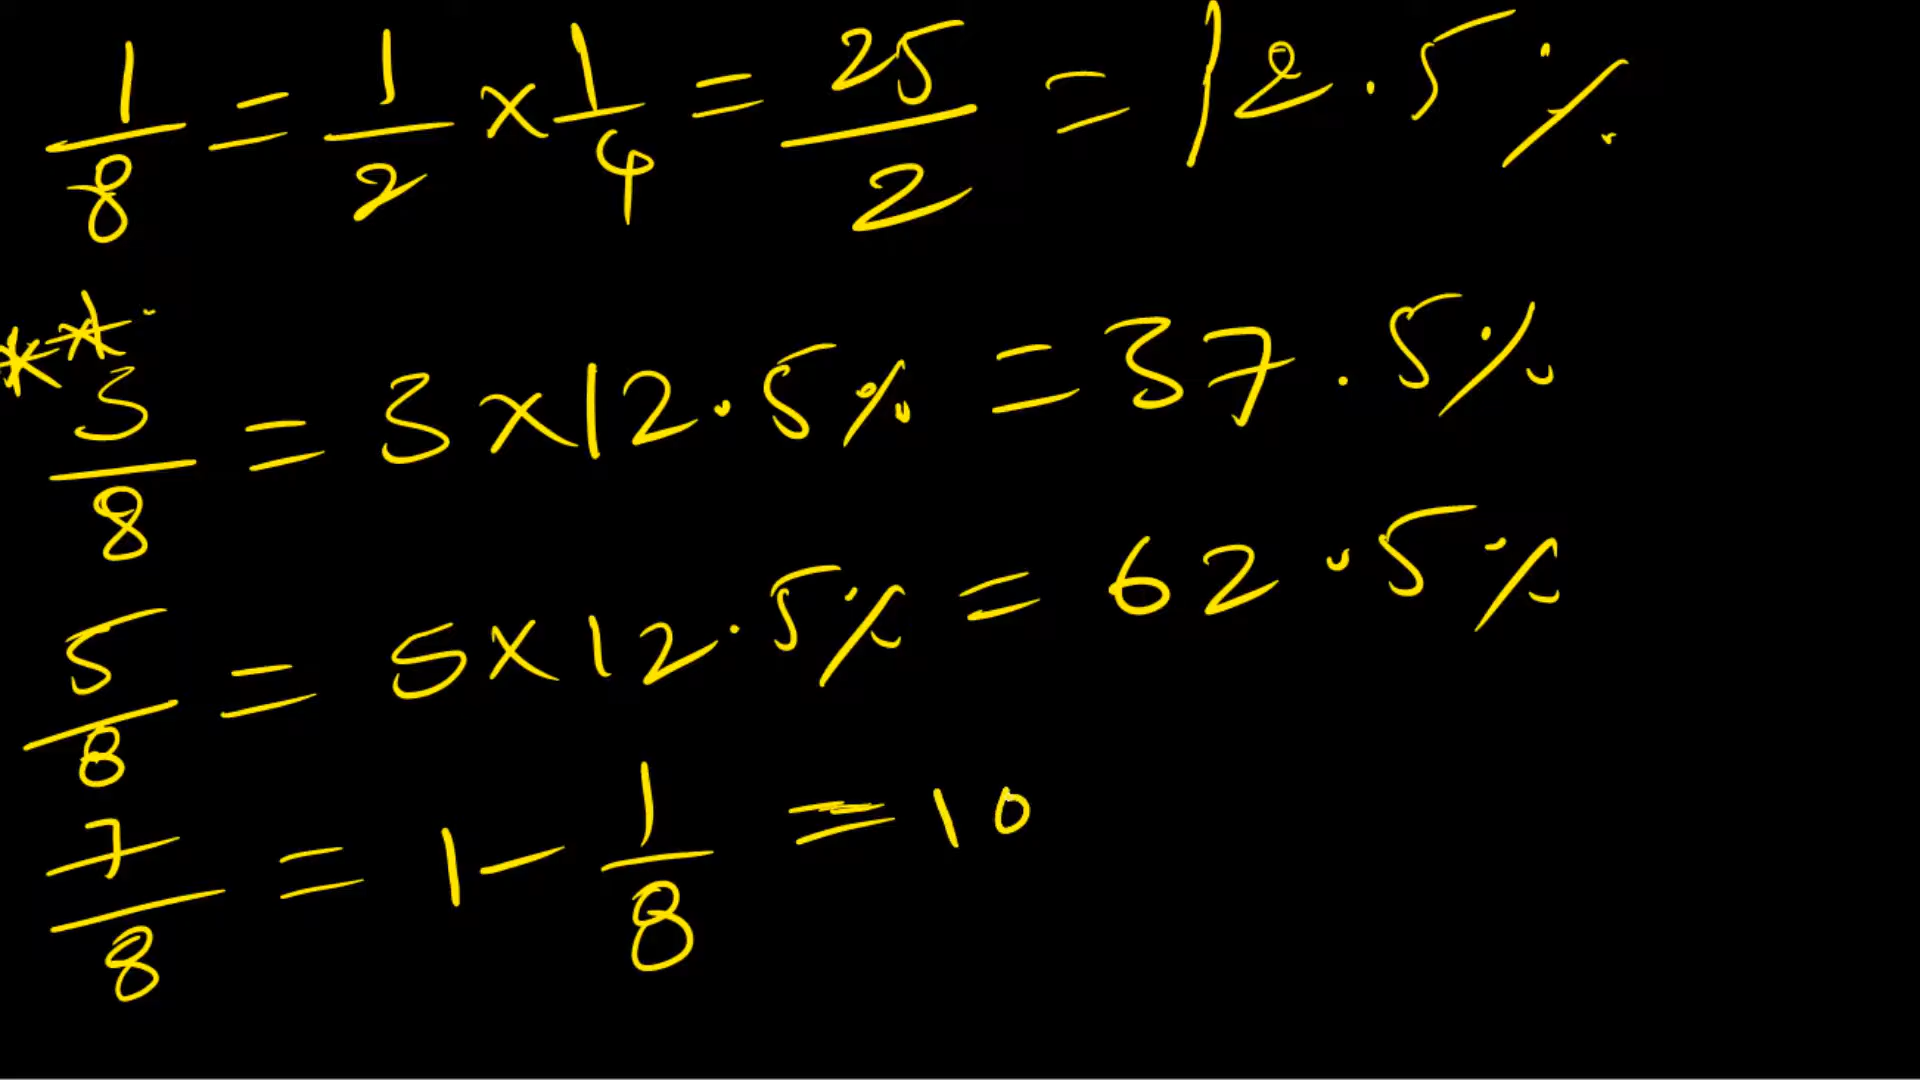 1/8 = 1/2 × 1/4 = 25/2 = 12.5%
** 3/8 = 3 × 12.5% = 37.5%
5/8 = 5 × 12.5% = 62.5%
7/8 = 1 - 1/8 = 10